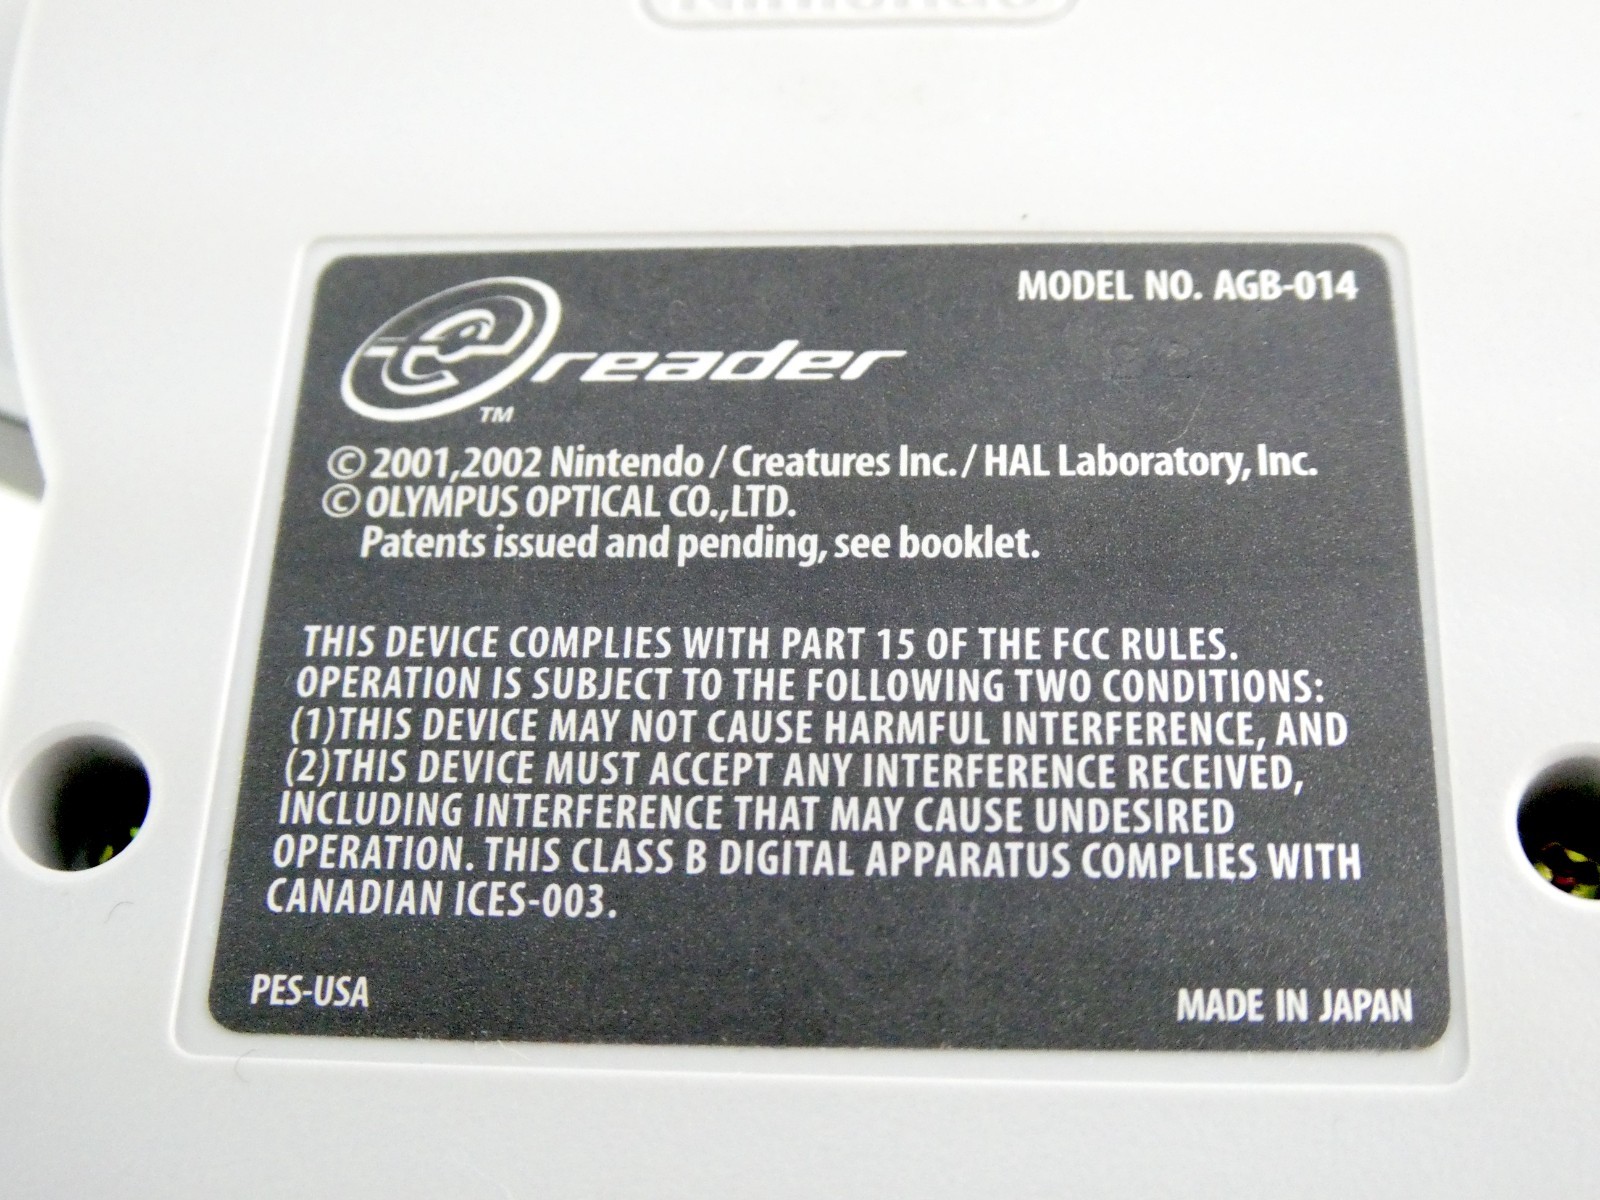 Nintendo
MODEL NO. AGB-014
e reader
TM
© 2001,2002 Nintendo / Creatures Inc. / HAL Laboratory, Inc.
© OLYMPUS OPTICAL CO.,LTD.
Patents issued and pending, see booklet.
THIS DEVICE COMPLIES WITH PART 15 OF THE FCC RULES.
OPERATION IS SUBJECT TO THE FOLLOWING TWO CONDITIONS:
(1)THIS DEVICE MAY NOT CAUSE HARMFUL INTERFERENCE, AND
(2)THIS DEVICE MUST ACCEPT ANY INTERFERENCE RECEIVED,
INCLUDING INTERFERENCE THAT MAY CAUSE UNDESIRED
OPERATION. THIS CLASS B DIGITAL APPARATUS COMPLIES WITH
CANADIAN ICES-003.
PES-USA
MADE IN JAPAN